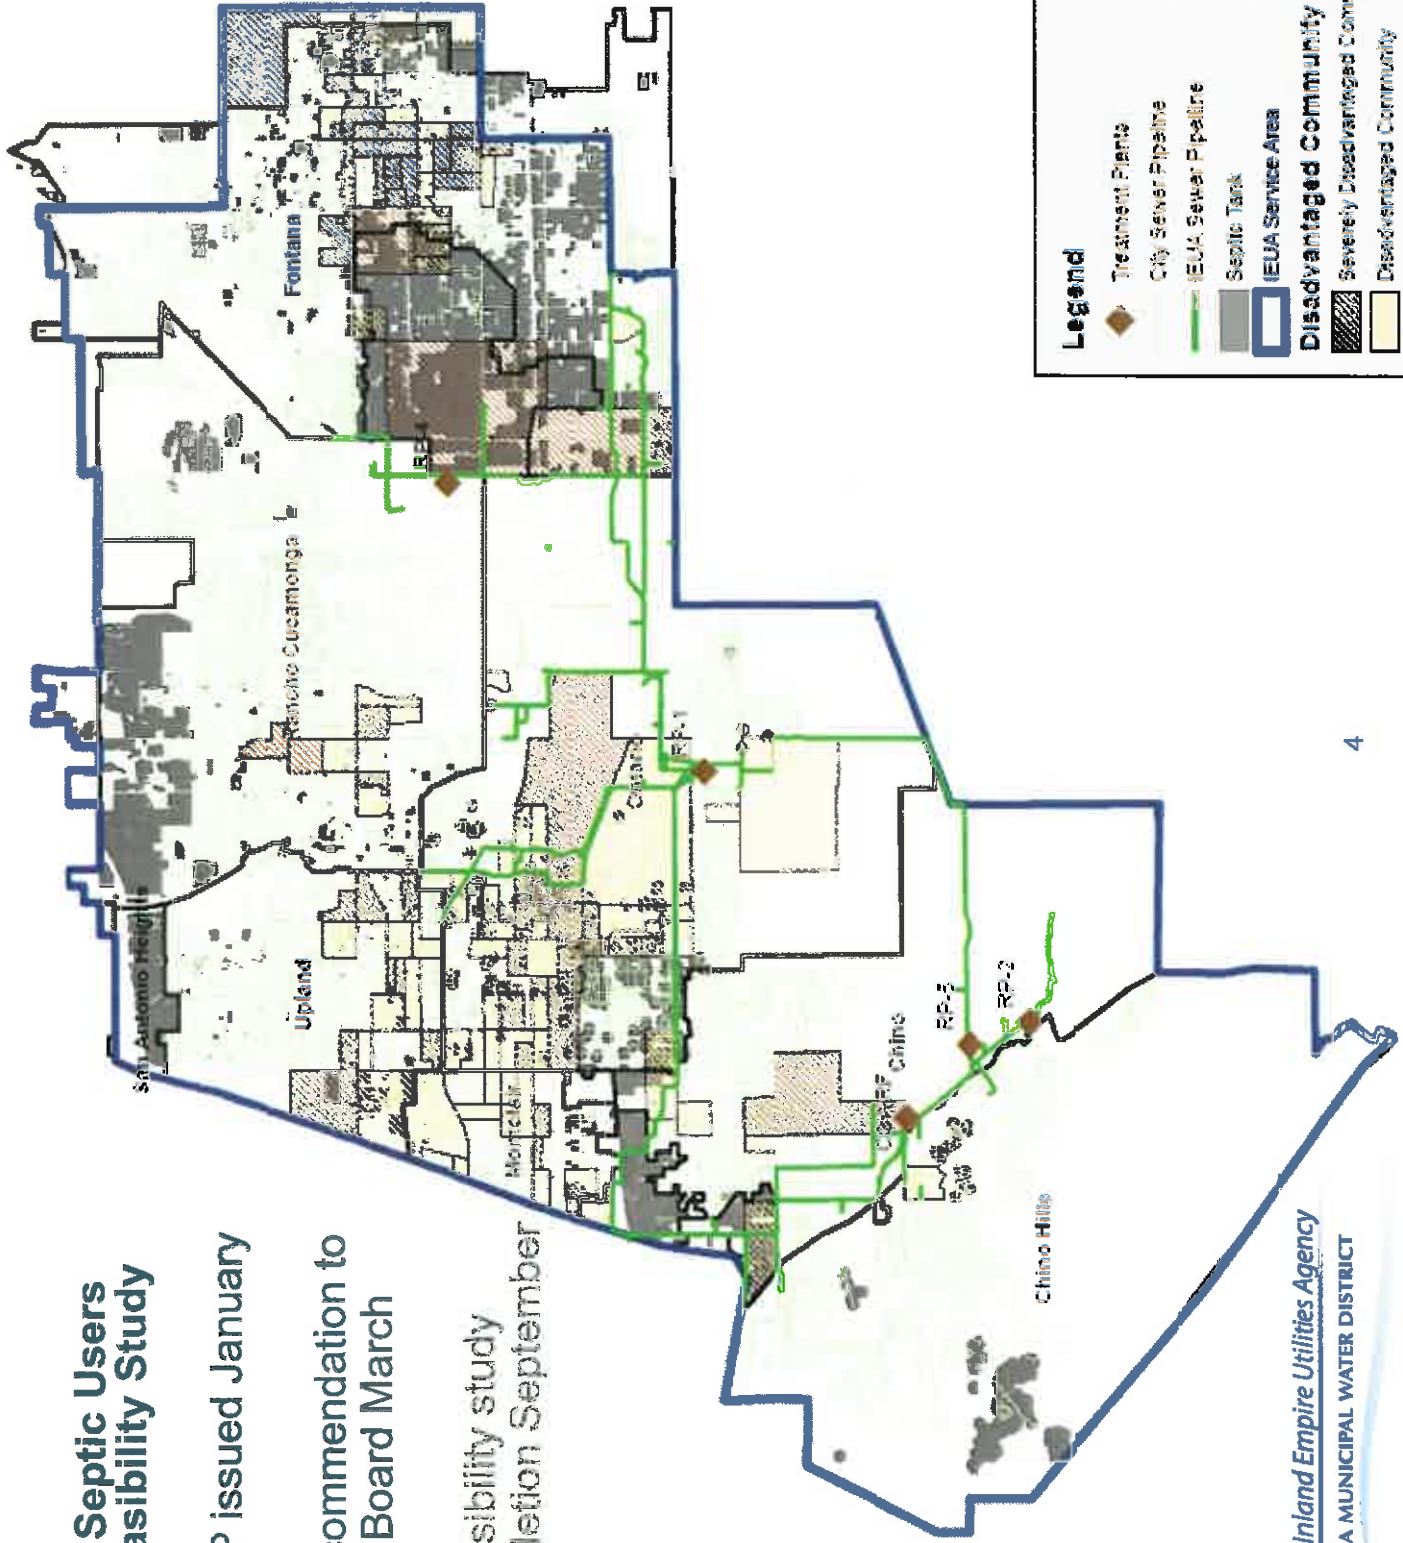 Septic Users
asibility Study
P issued January
ommendation to
Board March
sibility study
letion September
San Antonio Heights
Upland
Cucamonga
Fontana
Montclair
RP-1
Chino
RP-5
RP-2
Chino Hills
Legend
Treatment Plants
City Sewer Pipeline
IEUA Sewer Pipeline
Septic Tank
IEUA Service Area
Disadvantaged Community
Severely Disadvantaged Com
Disadvantaged Community
Inland Empire Utilities Agency
A MUNICIPAL WATER DISTRICT
4